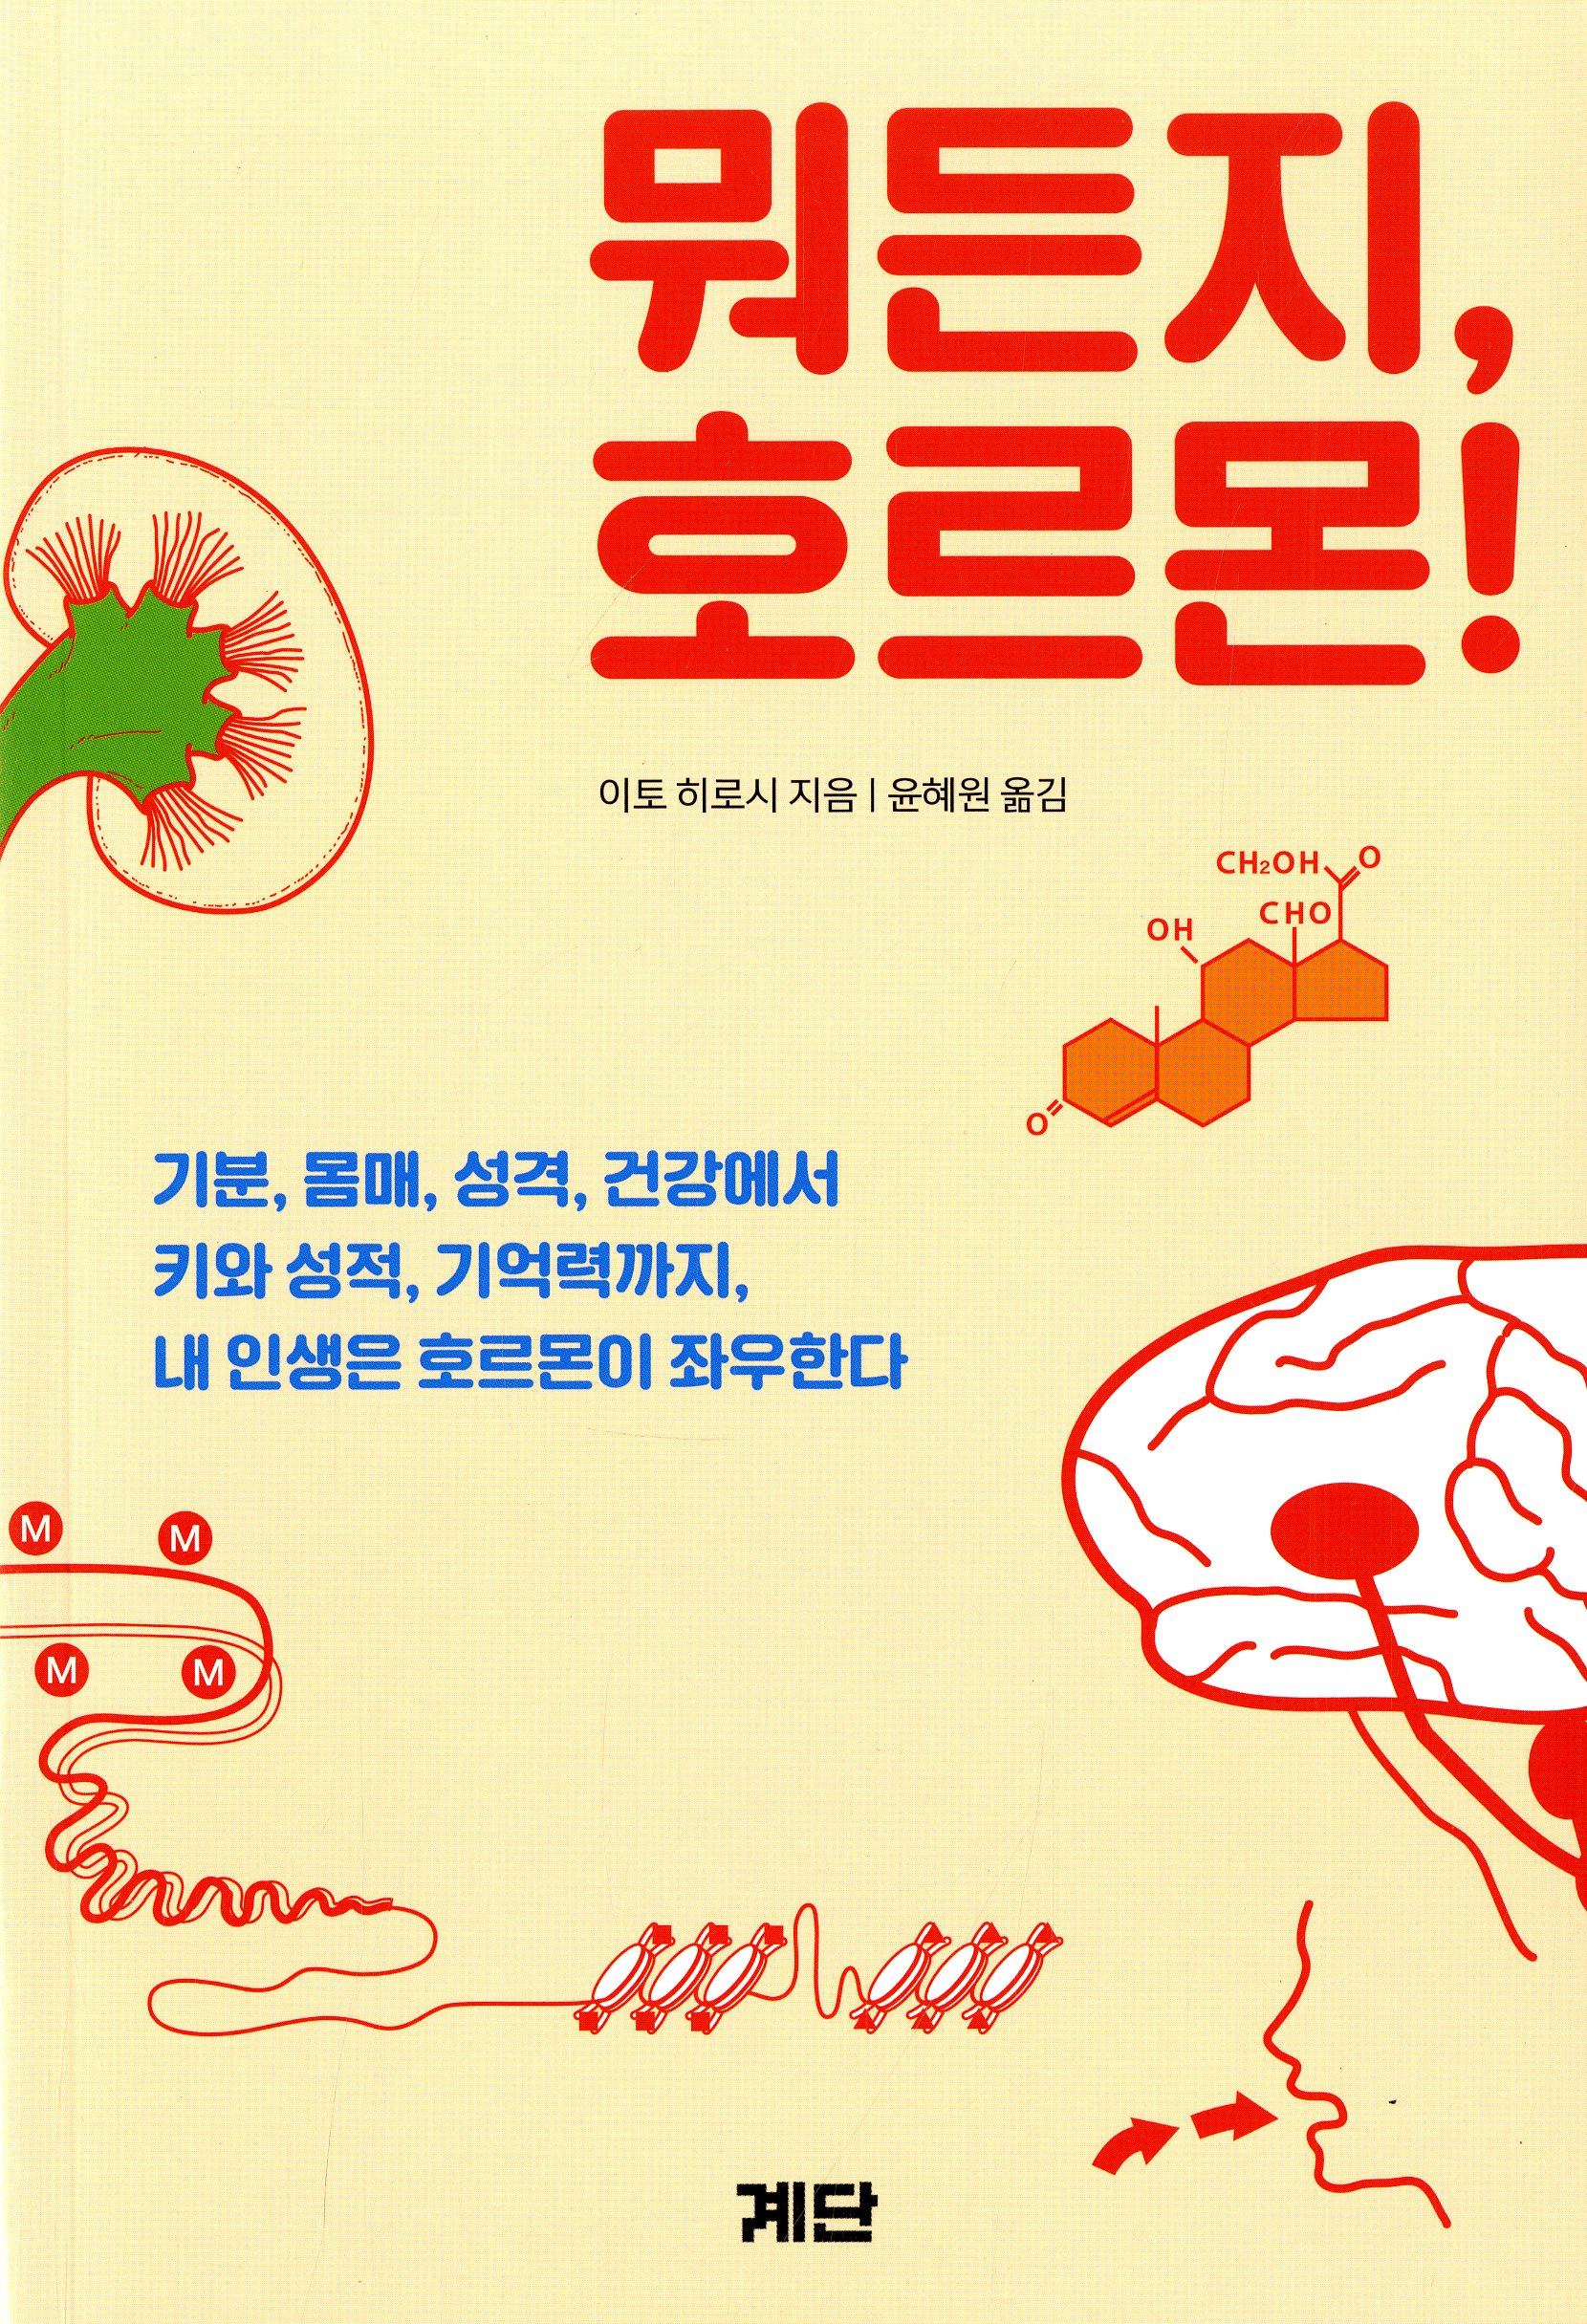 뭐든지,
호르몬!
이토 히로시 지음 | 윤혜원 옮김
CH₂OH O
CHO
OH
O
기분, 몸매, 성격, 건강에서
키와 성적, 기억력까지,
내 인생은 호르몬이 좌우한다
M M
M M
계단